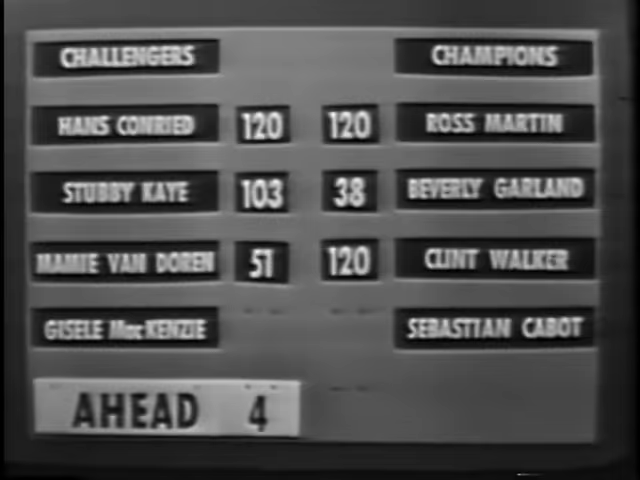 CHALLENGERS CHAMPIONS
HANS CONRIED 120 120 ROSS MARTIN
STUBBY KAYE 103 38 BEVERLY GARLAND
MAMIE VAN DOREN 51 120 CLINT WALKER
GISELE MacKENZIE SEBASTIAN CABOT
AHEAD 4